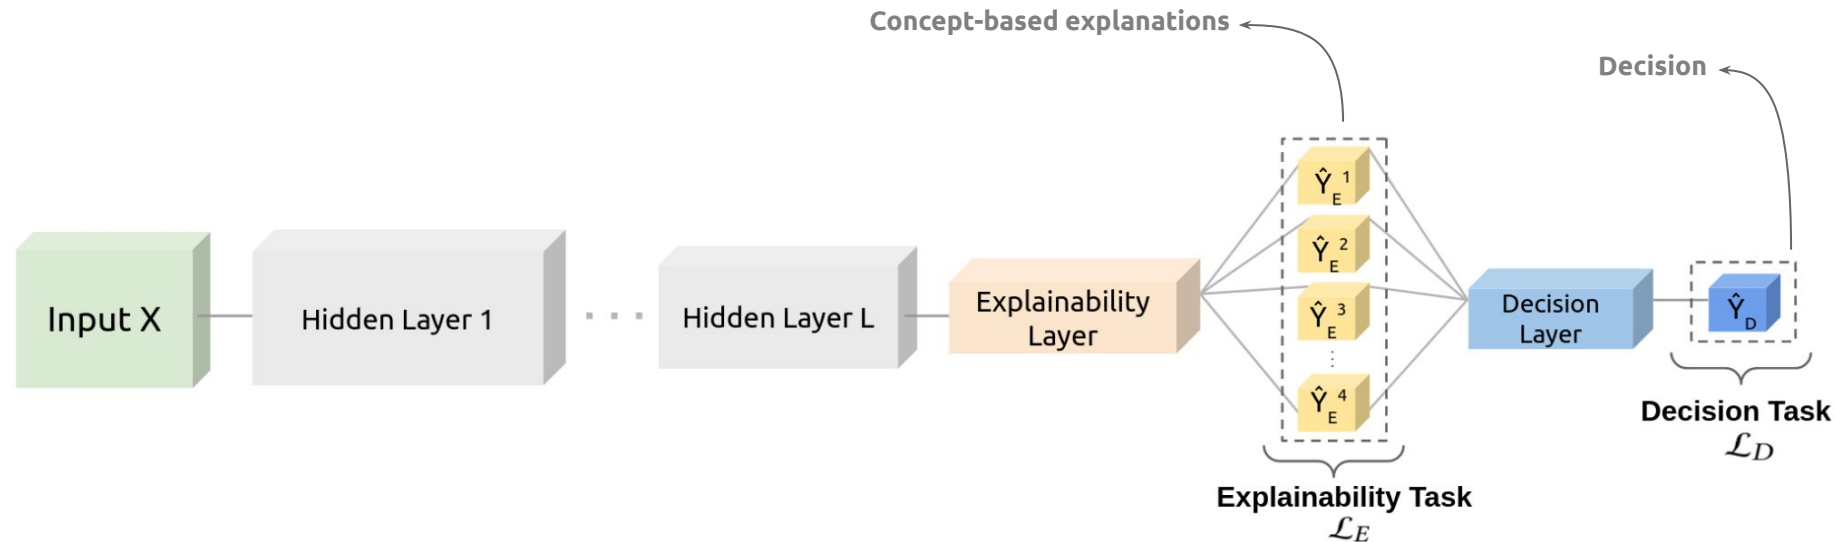 Concept-based explanations
Decision
Input X
Hidden Layer 1
. . .
Hidden Layer L
Explainability
Layer
Ŷ_E^1
Ŷ_E^2
Ŷ_E^3
⋮
Ŷ_E^4
Decision
Layer
Ŷ_D
Explainability Task
ℒ_E
Decision Task
ℒ_D